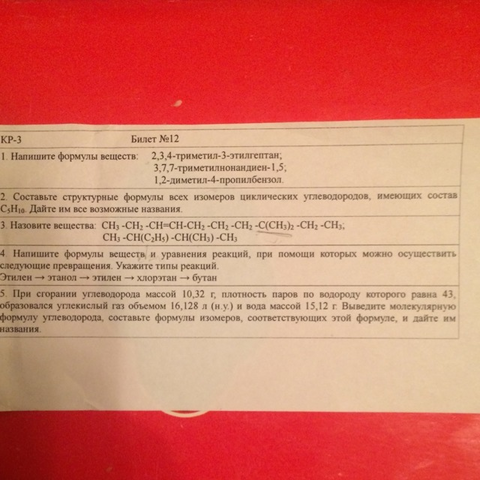 КР-3 Билет №12
1. Напишите формулы веществ: 2,3,4-триметил-3-этилгептан;
3,7,7-триметилнонандиен-1,5;
1,2-диметил-4-пропилбензол.
2. Составьте структурные формулы всех изомеров циклических углеводородов, имеющих состав
C₅H₁₀. Дайте им все возможные названия.
3. Назовите вещества: CH₃ -CH₂ -CH=CH-CH₂ -CH₂ -CH₂ -C(CH₃)₂ -CH₂ -CH₃;
CH₃ -CH(C₂H₅) -CH(CH₃) -CH₃
4. Напишите формулы веществ и уравнения реакций, при помощи которых можно осуществить
следующие превращения. Укажите типы реакций.
Этилен → этанол → этилен → хлорэтан → бутан
5. При сгорании углеводорода массой 10,32 г, плотность паров по водороду которого равна 43,
образовался углекислый газ объемом 16,128 л (н.у.) и вода массой 15,12 г. Выведите молекулярную
формулу углеводорода, составьте формулы изомеров, соответствующих этой формуле, и дайте им
названия.